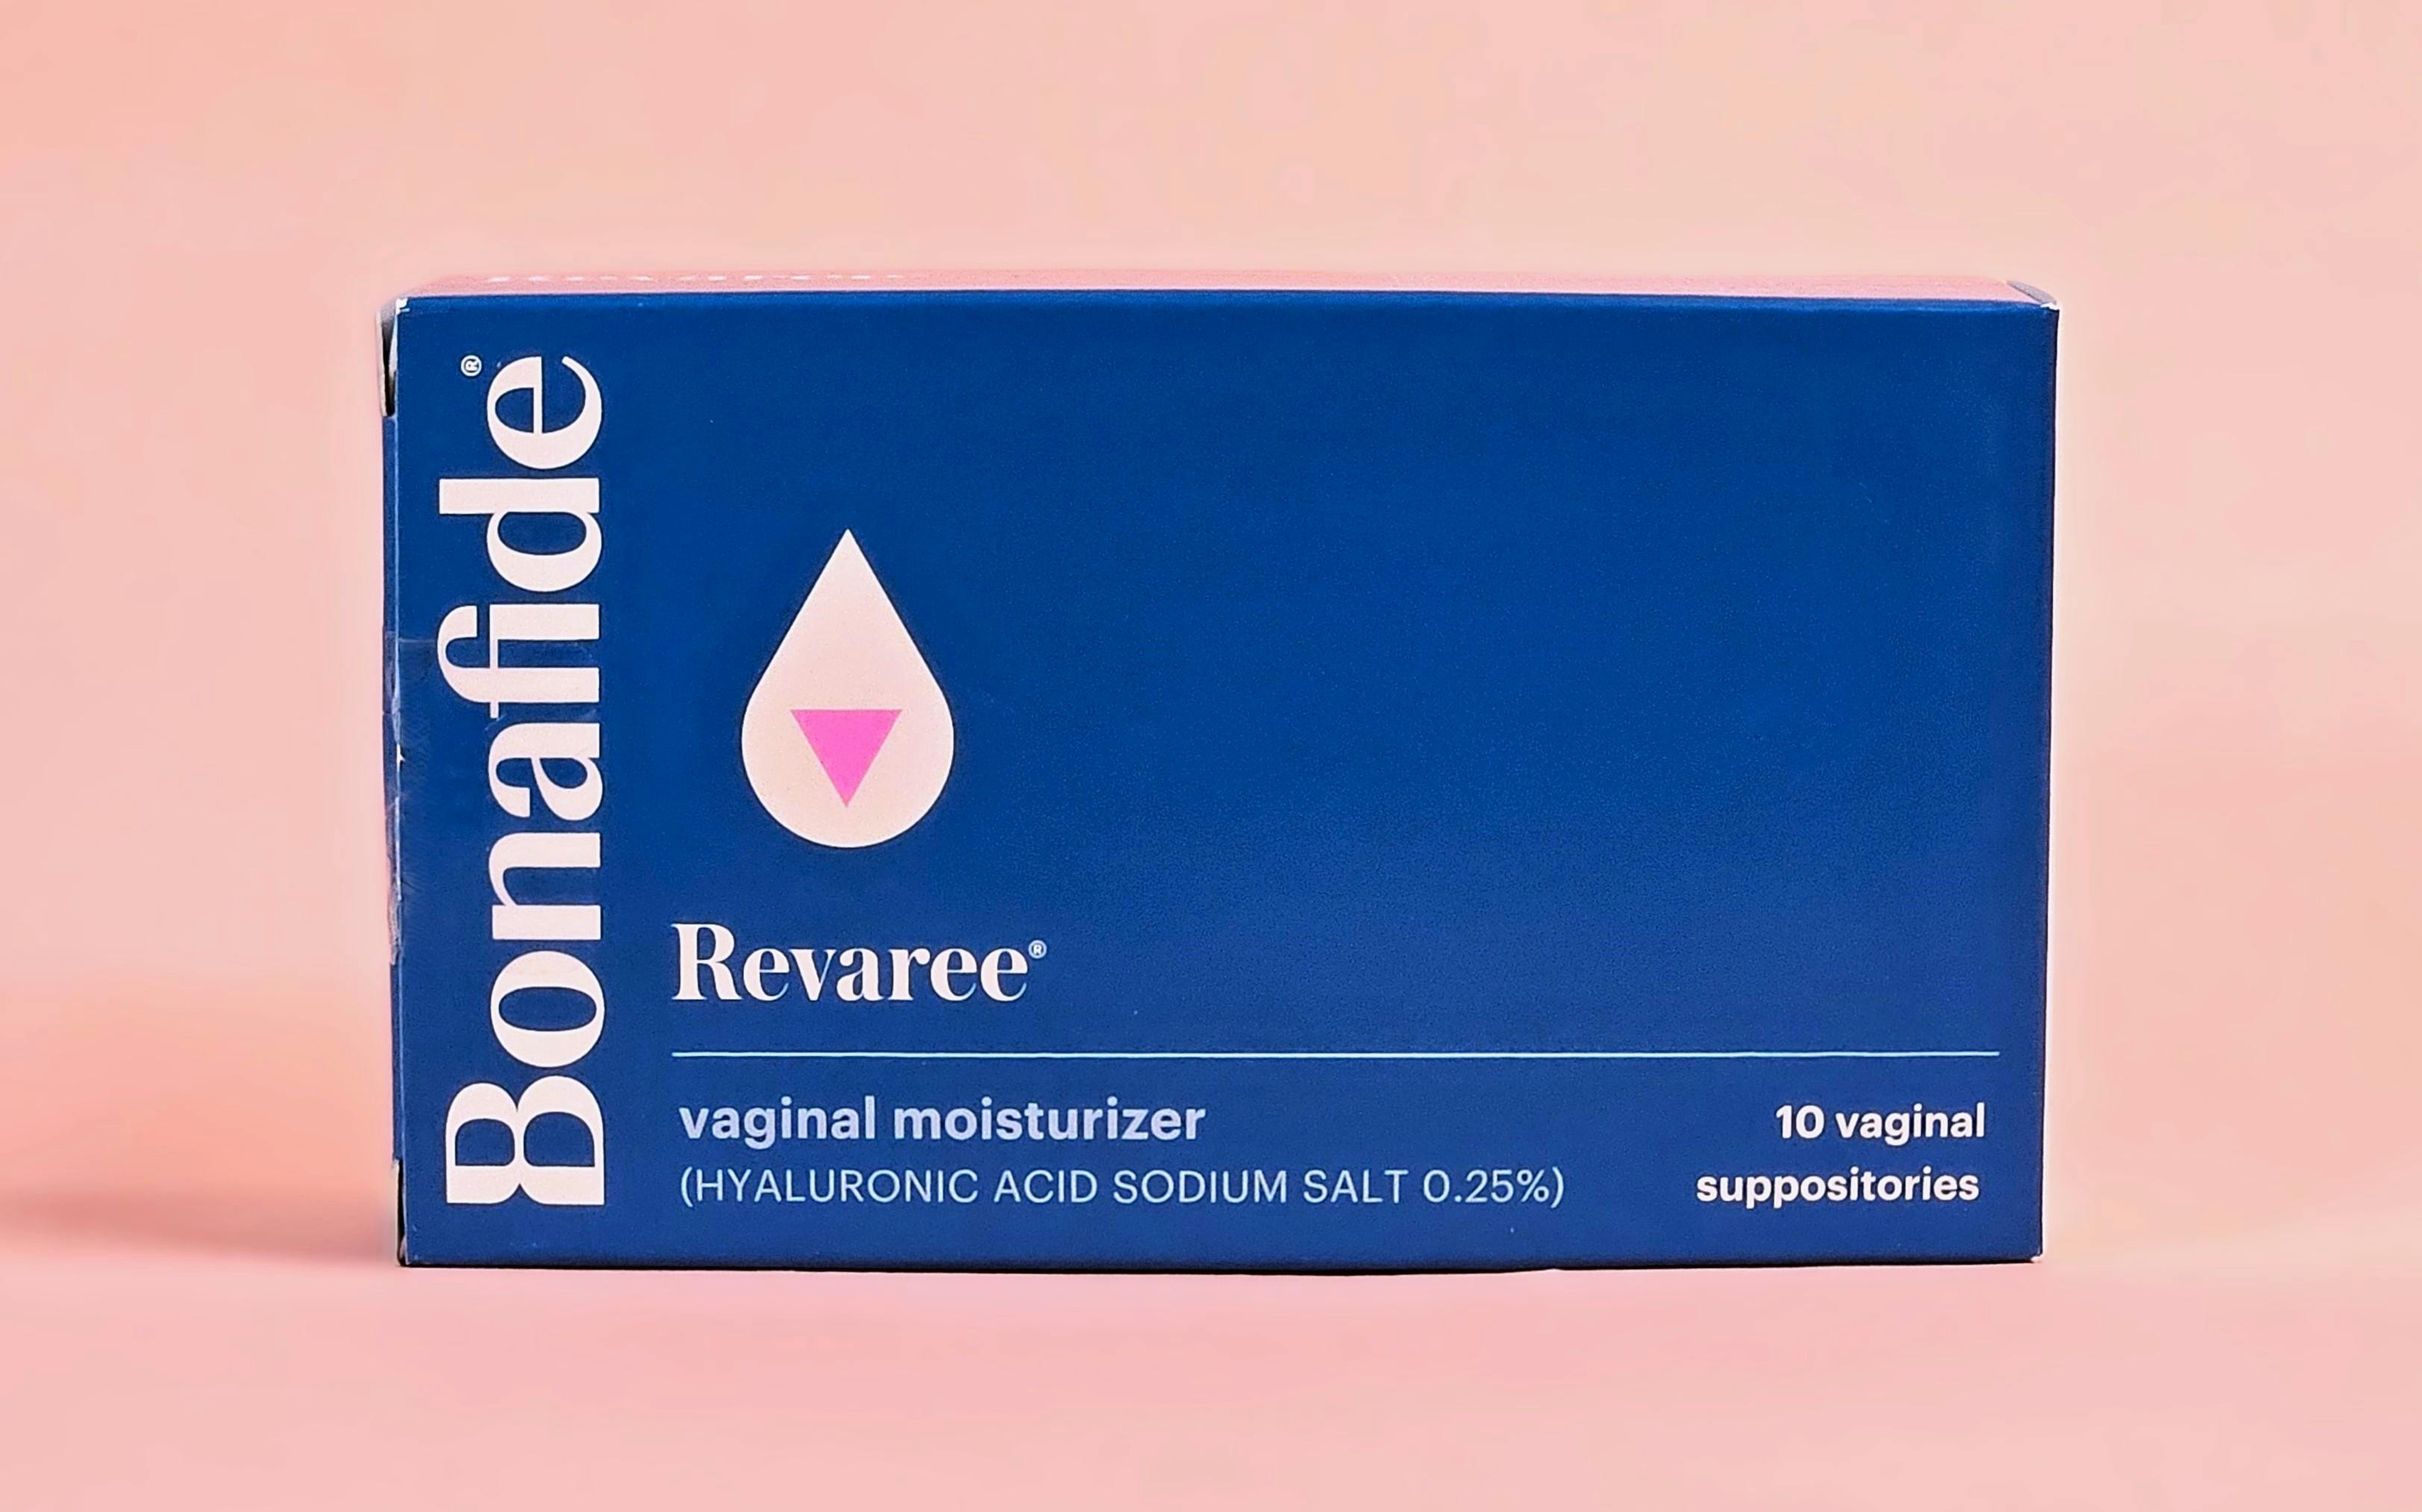 Bonafide®
Revaree®
vaginal moisturizer
(HYALURONIC ACID SODIUM SALT 0.25%)
10 vaginal
suppositories